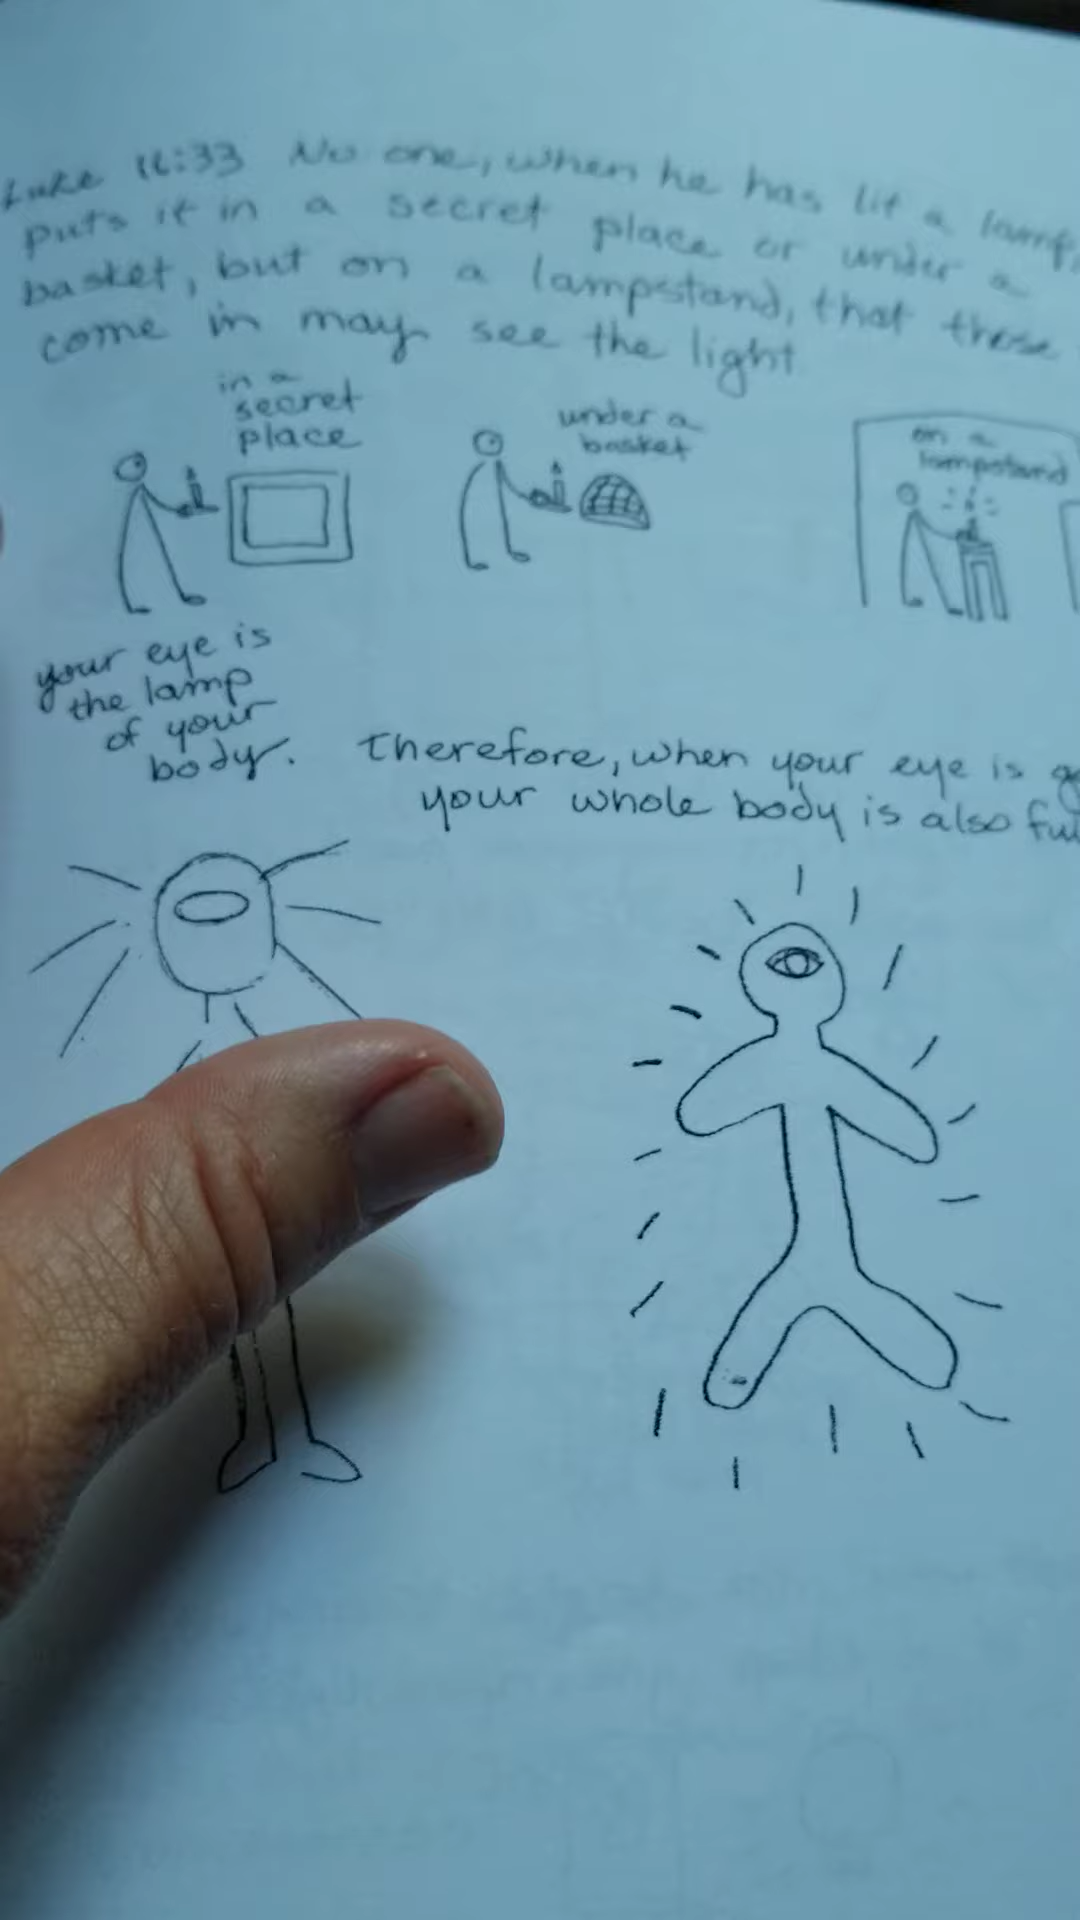 Luke 11:33 No one, when he has lit a lamp,
puts it in a secret place or under a
basket, but on a lampstand, that those
come in may see the light
in a
secret
place
under a
basket
on a
lampstand
your eye is
the lamp
of your
body.
Therefore, when your eye is g
your whole body is also ful